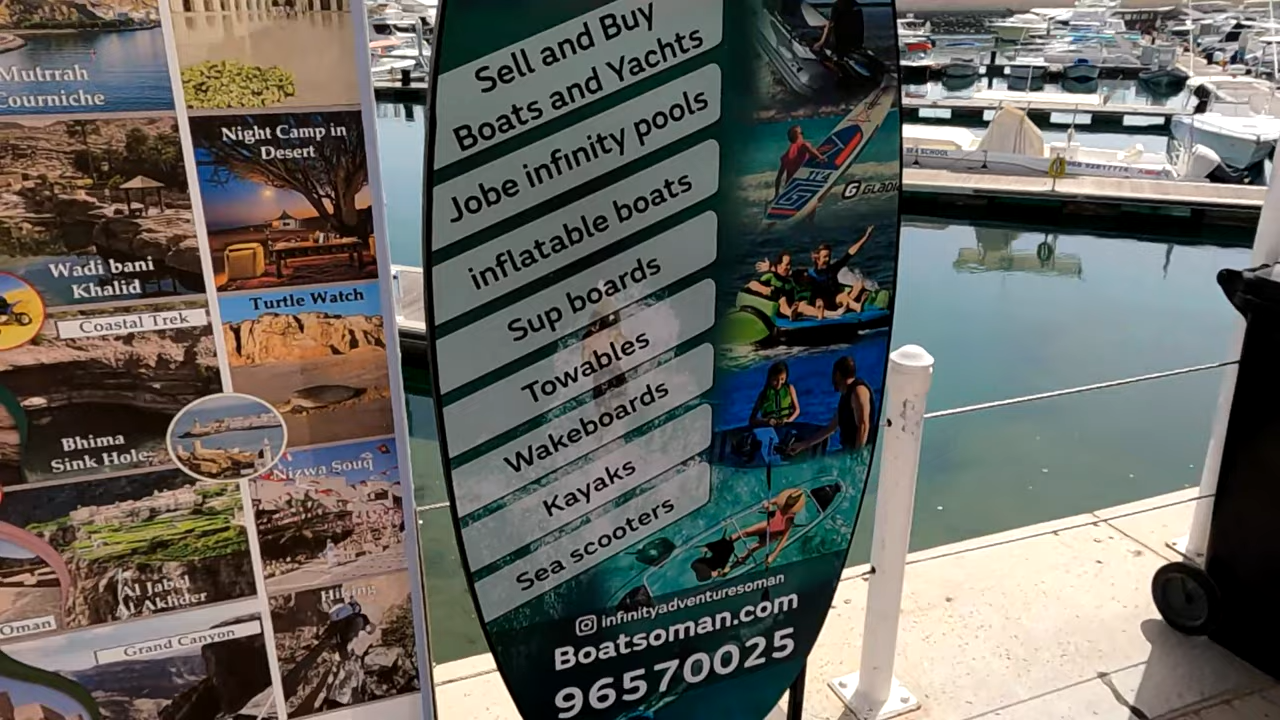 Mutrrah
Courniche
Night Camp in
Desert
Wadi bani
Khalid
Turtle Watch
Coastal Trek
Bhima
Sink Hole
Nizwa Souq
Al Jabal
Al Akhder
Oman
Grand Canyon
Hiking
Sell and Buy
Boats and Yachts
Jobe infinity pools
inflatable boats
Sup boards
Towables
Wakeboards
Kayaks
Sea scooters
infinityadventuresoman
Boatsoman.com
96570025
SEA SCHOOL